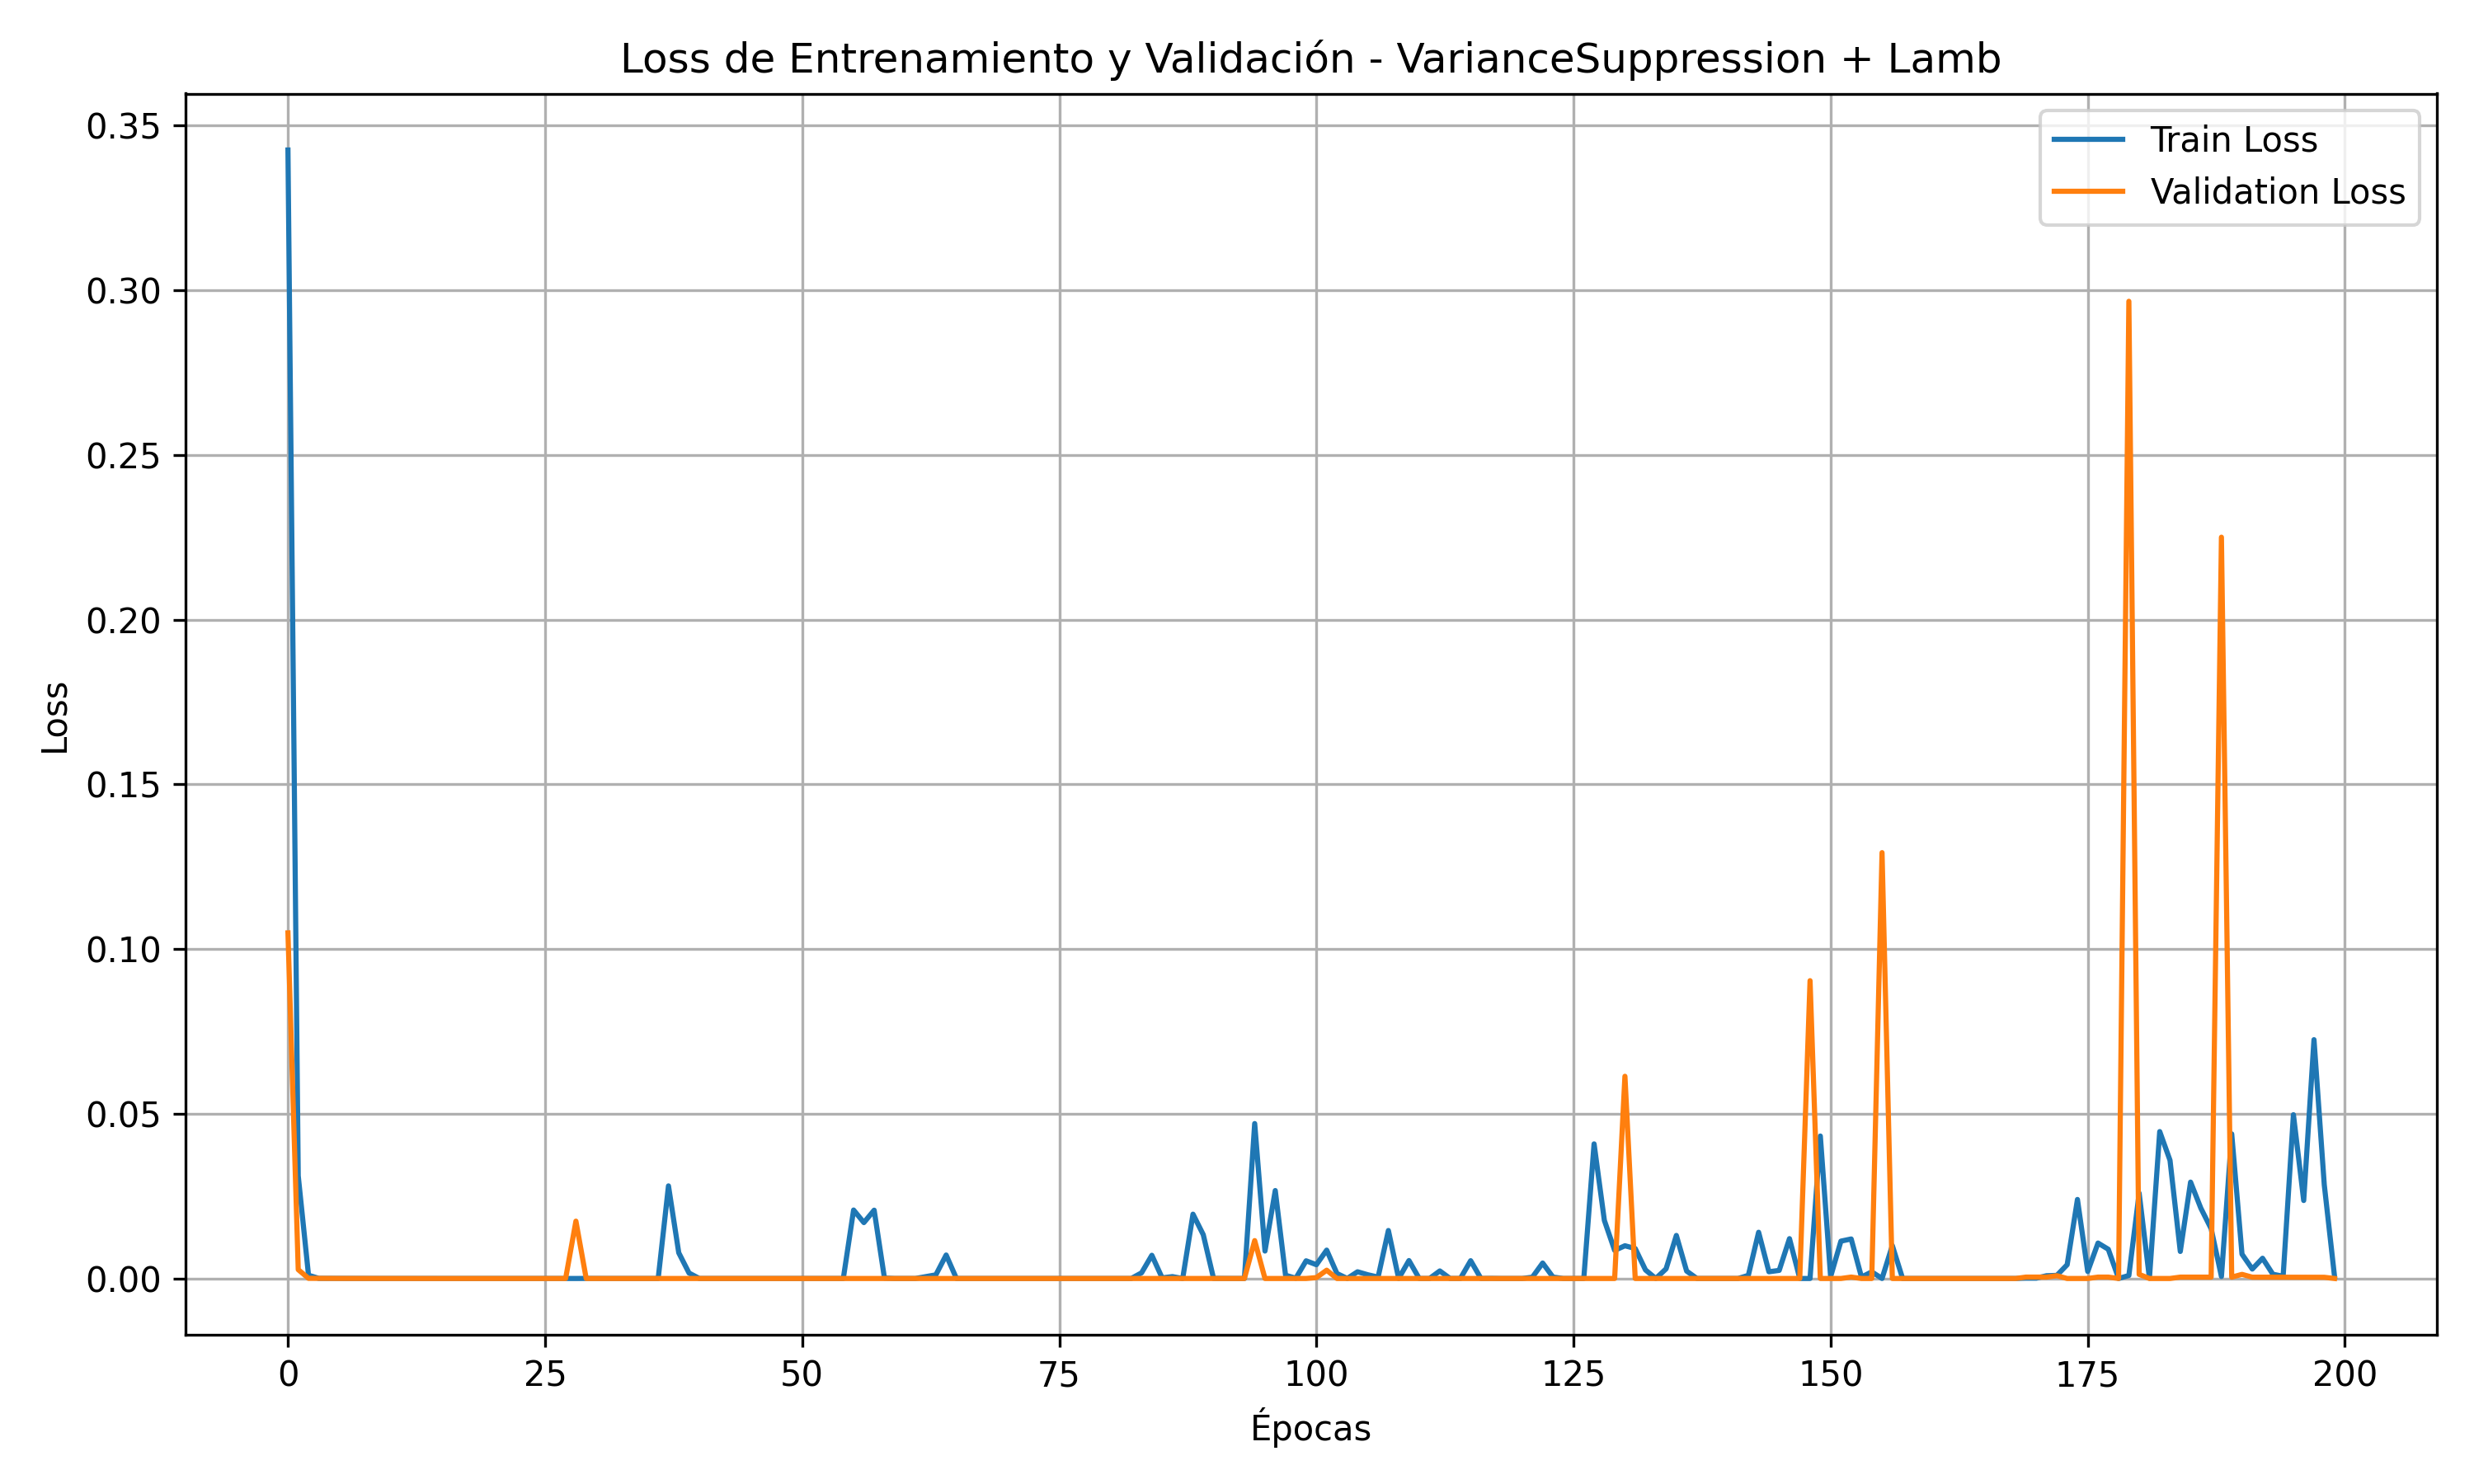 Loss de Entrenamiento y Validación - VarianceSuppression + Lamb
Train Loss
Validation Loss
0.35
0.30
0.25
0.20
0.15
0.10
0.05
0.00
Loss
0 25 50 75 100 125 150 175 200
Épocas